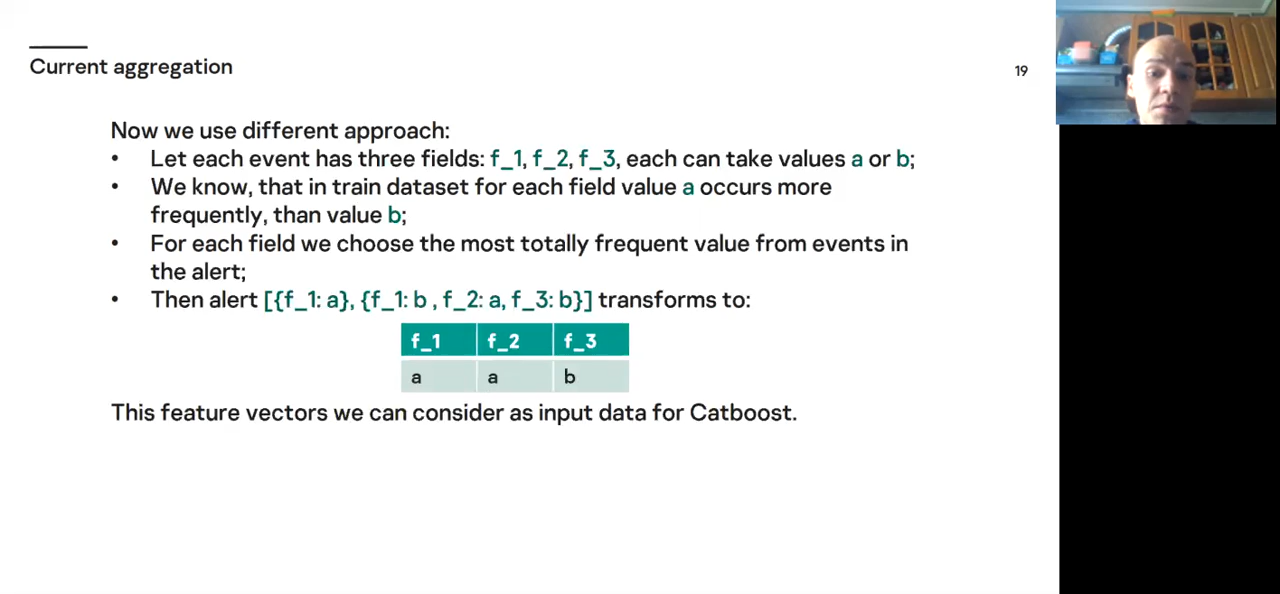 Current aggregation
19
Now we use different approach:
• Let each event has three fields: f_1, f_2, f_3, each can take values a or b;
• We know, that in train dataset for each field value a occurs more
frequently, than value b;
• For each field we choose the most totally frequent value from events in
the alert;
• Then alert [{f_1: a}, {f_1: b , f_2: a, f_3: b}] transforms to:
f_1 f_2 f_3
a a b
This feature vectors we can consider as input data for Catboost.